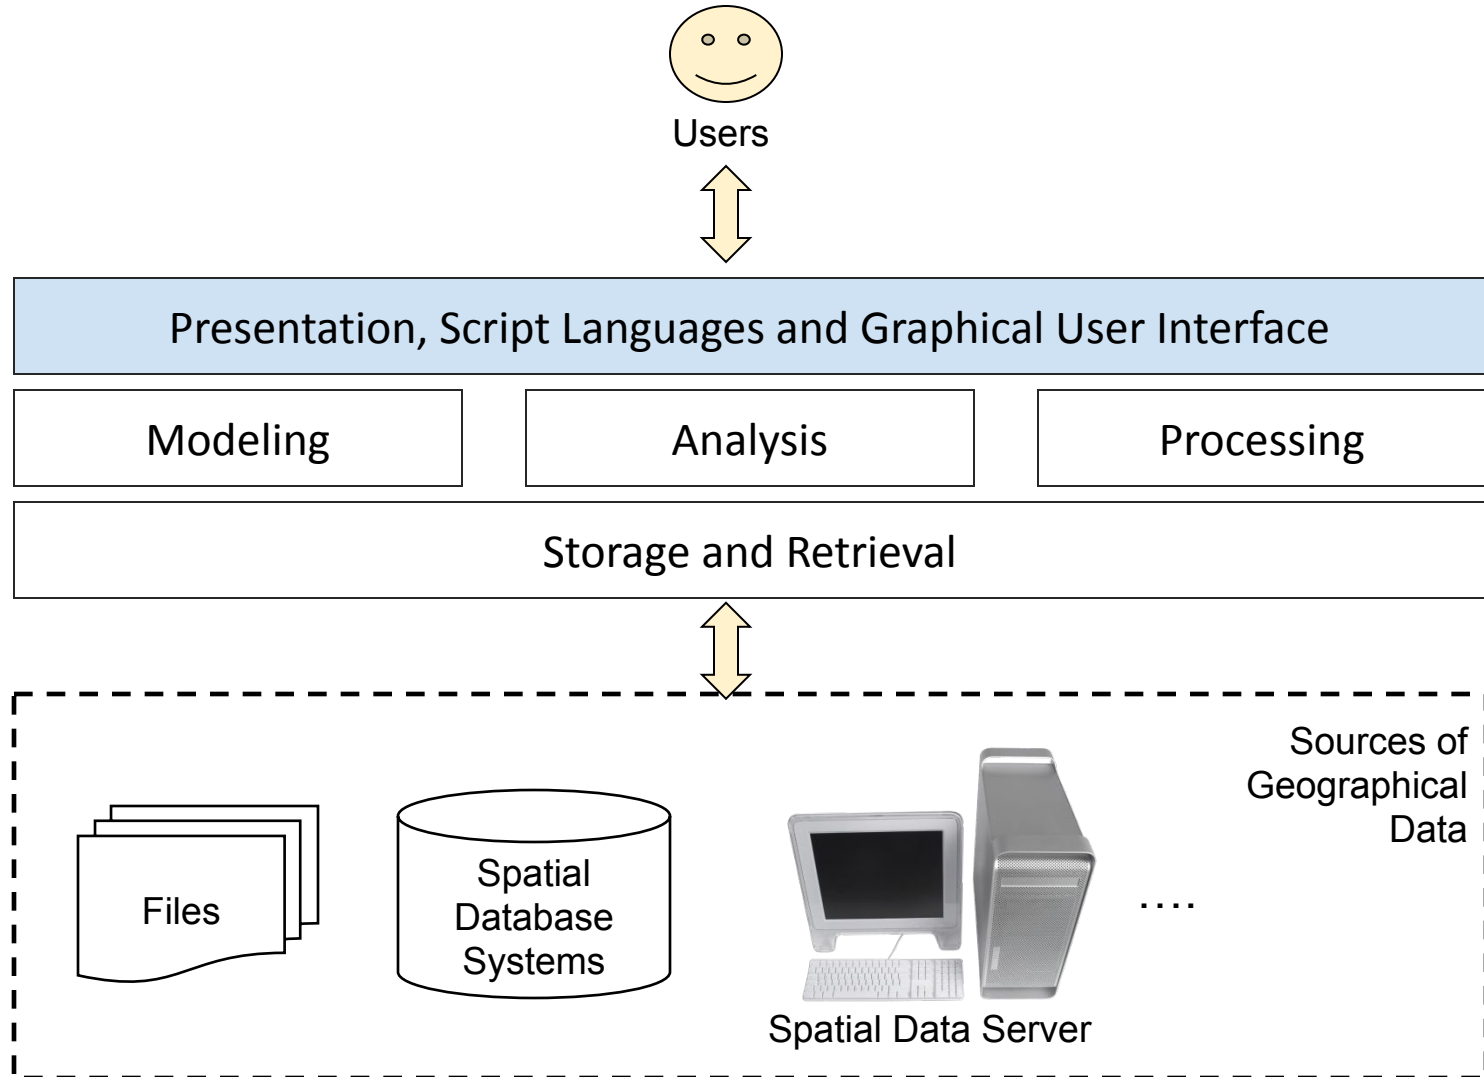 Users
Presentation, Script Languages and Graphical User Interface
Modeling
Analysis
Processing
Storage and Retrieval
Sources of
Geographical
Data
Files
Spatial
Database
Systems
....
Spatial Data Server